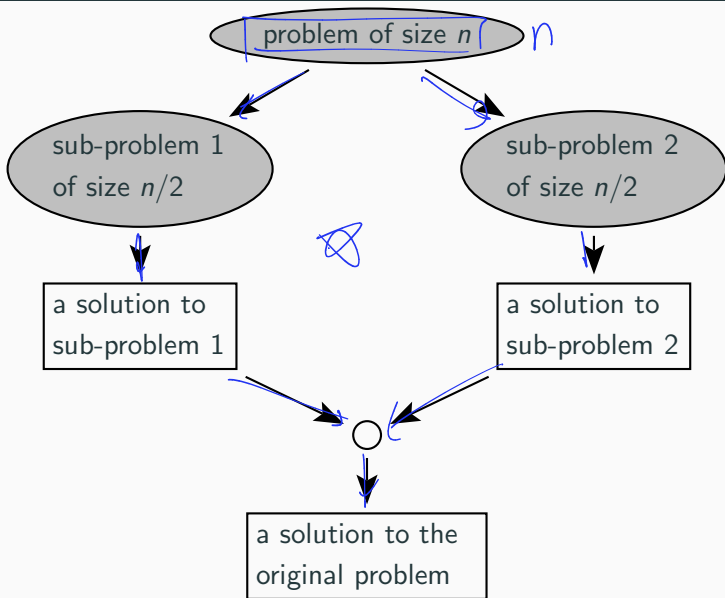 problem of size n
n
sub-problem 1
of size n/2
sub-problem 2
of size n/2
a solution to
sub-problem 1
a solution to
sub-problem 2
a solution to the
original problem